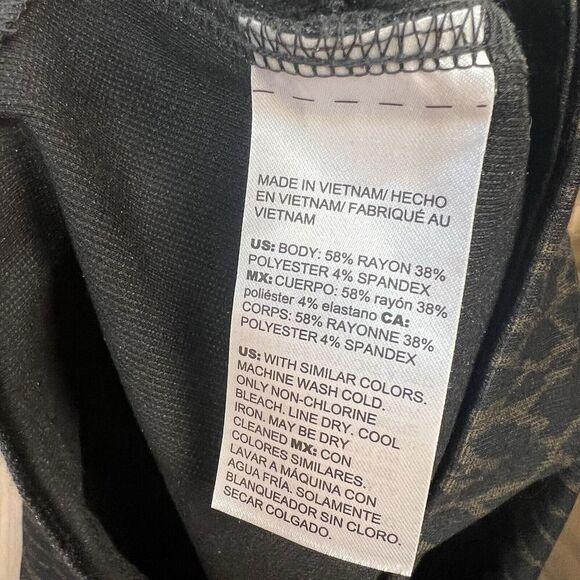 MADE IN VIETNAM/ HECHO
EN VIETNAM/ FABRIQUÉ AU
VIETNAM
US: BODY: 58% RAYON 38%
POLYESTER 4% SPANDEX
MX: CUERPO: 58% rayón 38%
poliéster 4% elastano CA:
CORPS: 58% RAYONNE 38%
POLYESTER 4% SPANDEX
US: WITH SIMILAR COLORS.
MACHINE WASH COLD.
ONLY NON-CHLORINE
BLEACH. LINE DRY. COOL
IRON. MAY BE DRY
CLEANED MX: CON
COLORES SIMILARES.
LAVAR A MÁQUINA CON
AGUA FRÍA. SOLAMENTE
BLANQUEADOR SIN CLORO.
SECAR COLGADO.